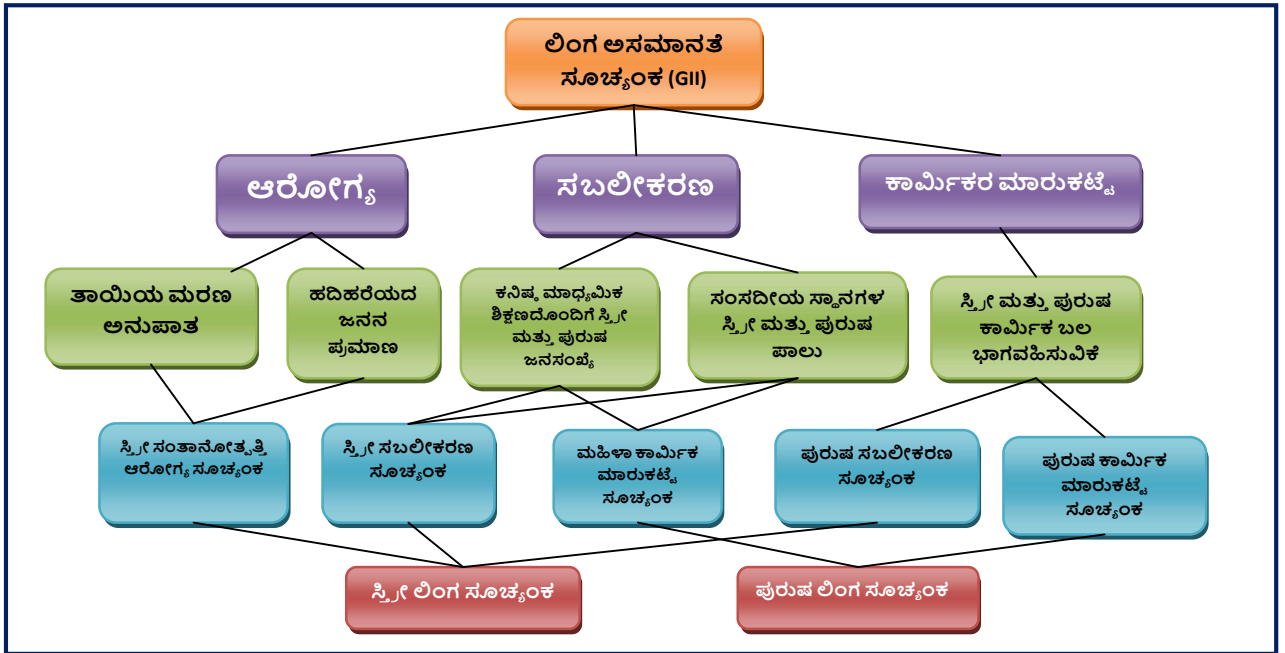 ಲಿಂಗ ಅಸಮಾನತೆ
ಸೂಚ್ಯಂಕ (GII)
ಆರೋಗ್ಯ
ಸಬಲೀಕರಣ
ಕಾರ್ಮಿಕರ ಮಾರುಕಟ್ಟೆ
ತಾಯಿಯ ಮರಣ
ಅನುಪಾತ
ಹದಿಹರೆಯದ
ಜನನ
ಪ್ರಮಾಣ
ಕನಿಷ್ಠ ಮಾಧ್ಯಮಿಕ
ಶಿಕ್ಷಣದೊಂದಿಗೆ ಸ್ತ್ರೀ
ಮತ್ತು ಪುರುಷ
ಜನಸಂಖ್ಯೆ
ಸಂಸದೀಯ ಸ್ಥಾನಗಳ
ಸ್ತ್ರೀ ಮತ್ತು ಪುರುಷ
ಪಾಲು
ಸ್ತ್ರೀ ಮತ್ತು ಪುರುಷ
ಕಾರ್ಮಿಕ ಬಲ
ಭಾಗವಹಿಸುವಿಕೆ
ಸ್ತ್ರೀ ಸಂತಾನೋತ್ಪತ್ತಿ
ಆರೋಗ್ಯ ಸೂಚ್ಯಂಕ
ಸ್ತ್ರೀ ಸಬಲೀಕರಣ
ಸೂಚ್ಯಂಕ
ಮಹಿಳಾ ಕಾರ್ಮಿಕ
ಮಾರುಕಟ್ಟೆ
ಸೂಚ್ಯಂಕ
ಪುರುಷ ಸಬಲೀಕರಣ
ಸೂಚ್ಯಂಕ
ಪುರುಷ ಕಾರ್ಮಿಕ
ಮಾರುಕಟ್ಟೆ
ಸೂಚ್ಯಂಕ
ಸ್ತ್ರೀ ಲಿಂಗ ಸೂಚ್ಯಂಕ
ಪುರುಷ ಲಿಂಗ ಸೂಚ್ಯಂಕ